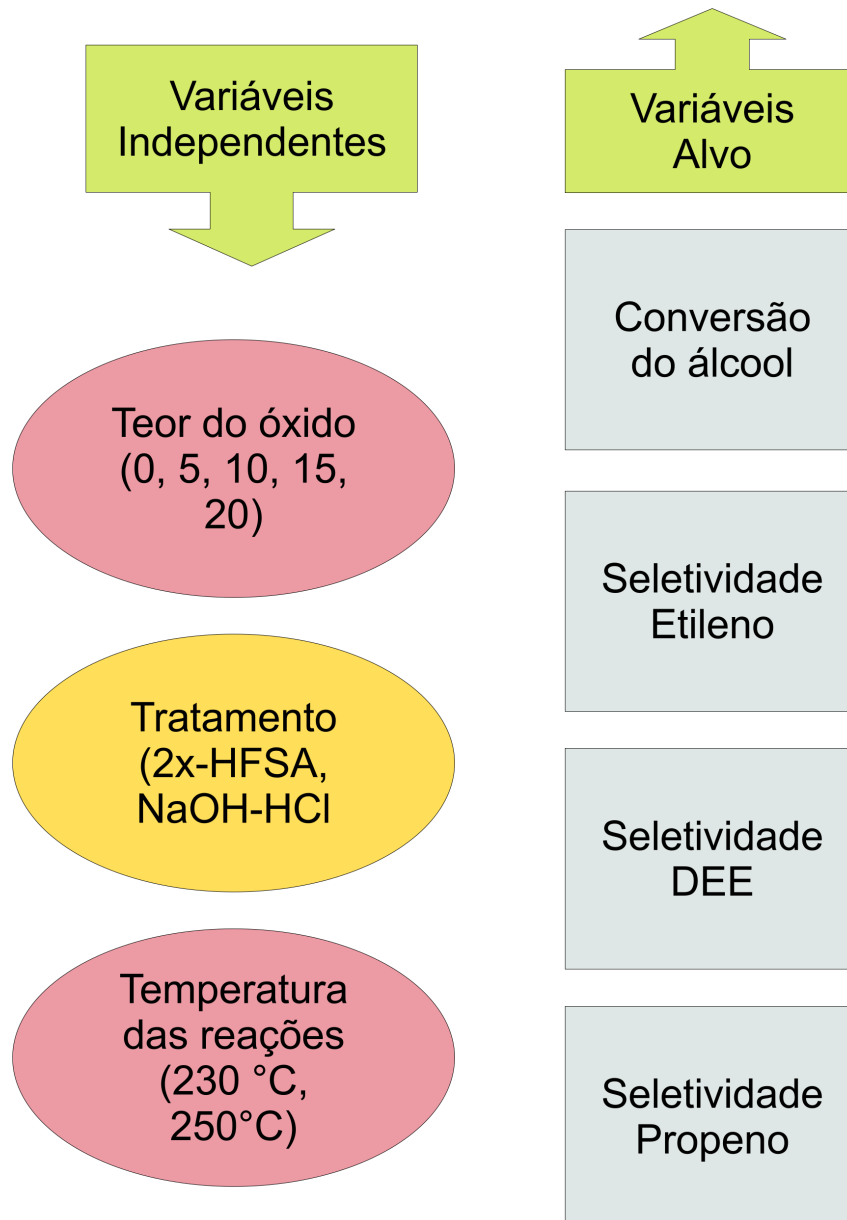 Variáveis
Independentes
Teor do óxido
(0, 5, 10, 15,
20)
Tratamento
(2x-HFSA,
NaOH-HCl
Temperatura
das reações
(230 °C,
250°C)
Variáveis
Alvo
Conversão
do álcool
Seletividade
Etileno
Seletividade
DEE
Seletividade
Propeno